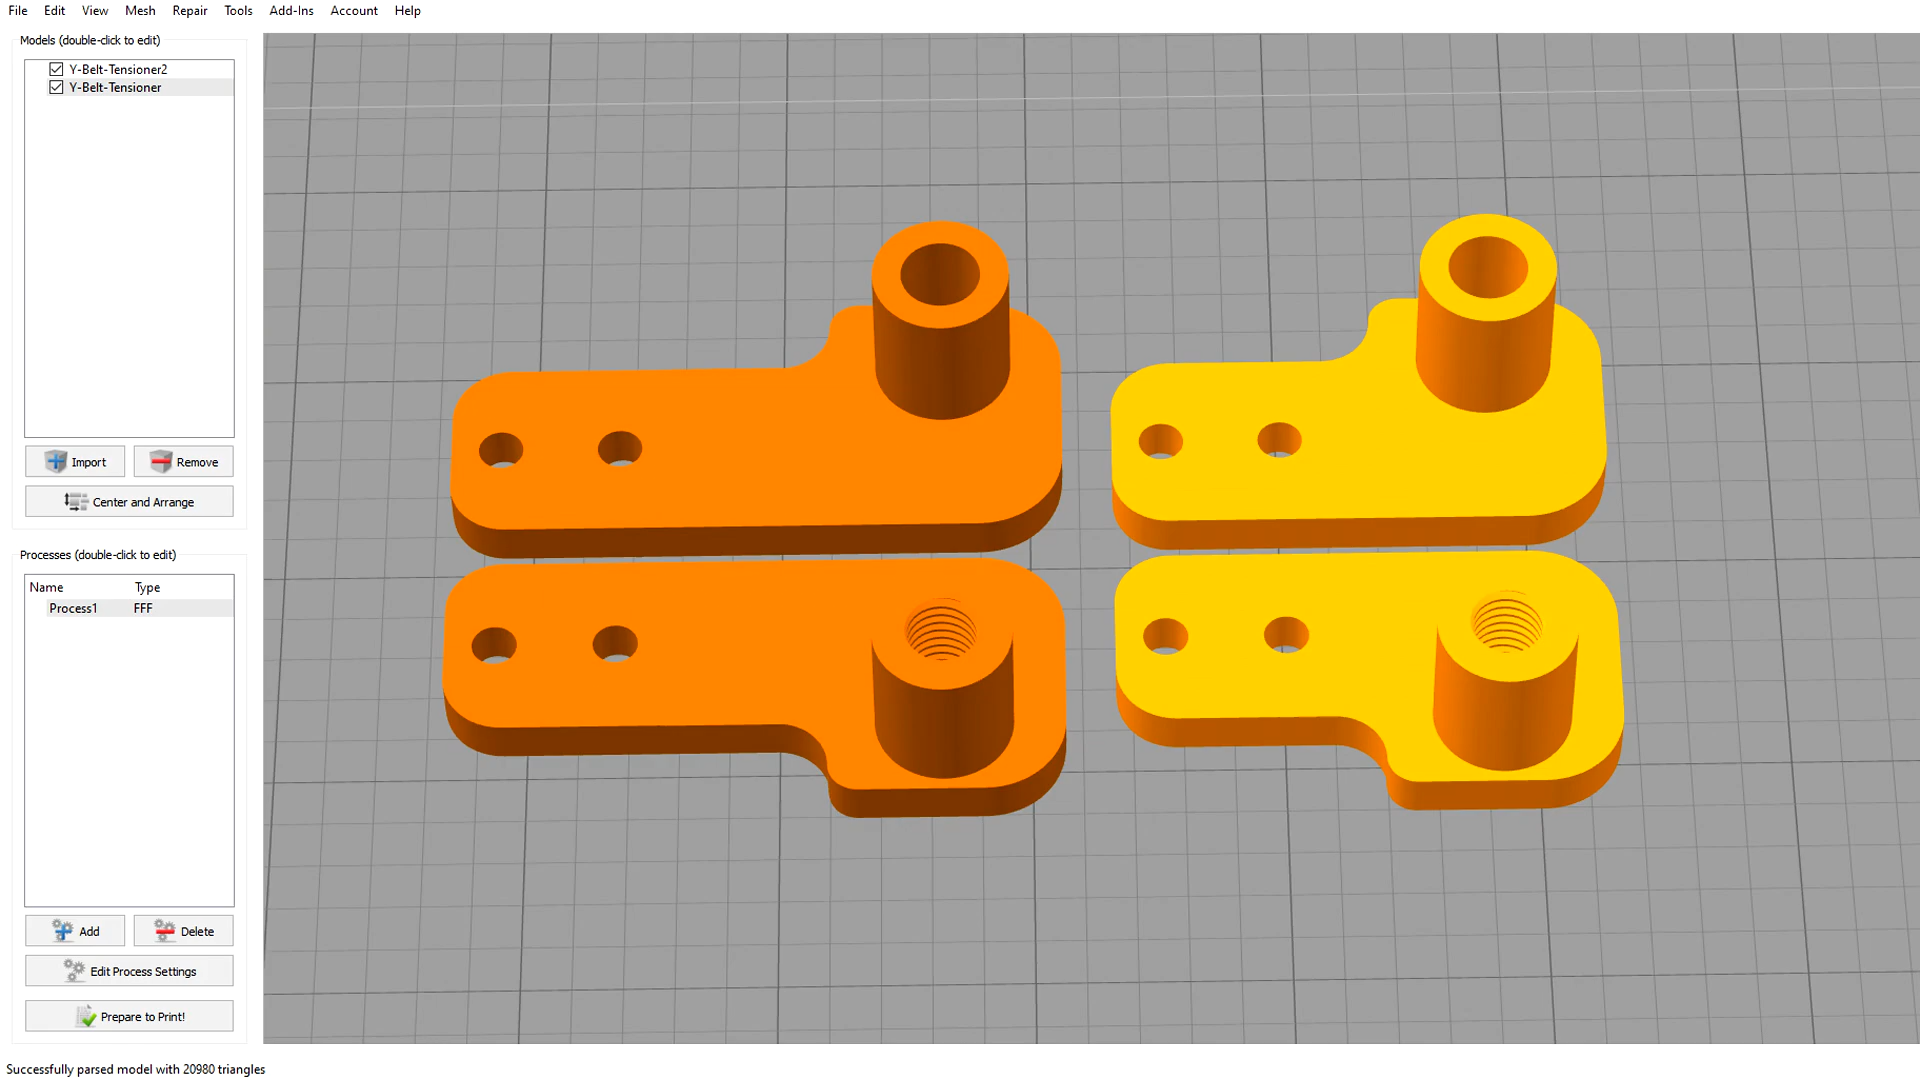 File Edit View Mesh Repair Tools Add-Ins Account Help
Models (double-click to edit)
Y-Belt-Tensioner2
Y-Belt-Tensioner
Import Remove
Center and Arrange
Processes (double-click to edit)
Name Type
Process1 FFF
Add Delete
Edit Process Settings
Prepare to Print!
Successfully parsed model with 20980 triangles